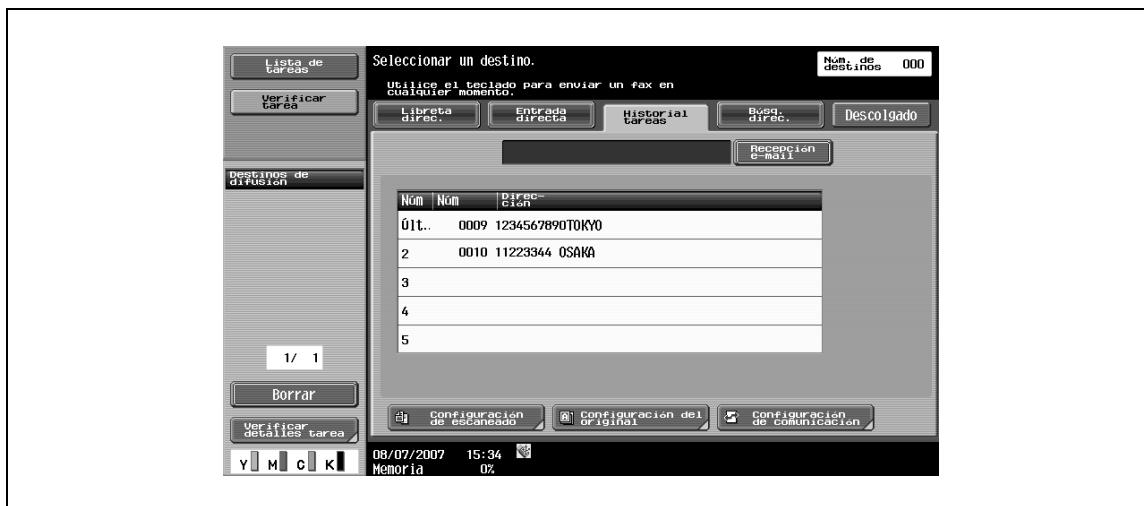 Lista de
tareas
Verificar
tarea
Destinos de
difusión
1/ 1
Borrar
Verificar
detalles tarea
Y M C K
Seleccionar un destino.
Núm. de
destinos 000
Utilice el teclado para enviar un fax en
cualquier momento.
Libreta
direc.
Entrada
directa
Historial
tareas
Búsq.
direc.
Descolgado
Recepción
e-mail
Núm Núm Direc-
ción
Últ.. 0009 1234567890TOKYO
2 0010 11223344 OSAKA
3
4
5
Configuración
de escaneado
Configuración del
original
Configuración
de comunicación
08/07/2007 15:34
Memoria 0%